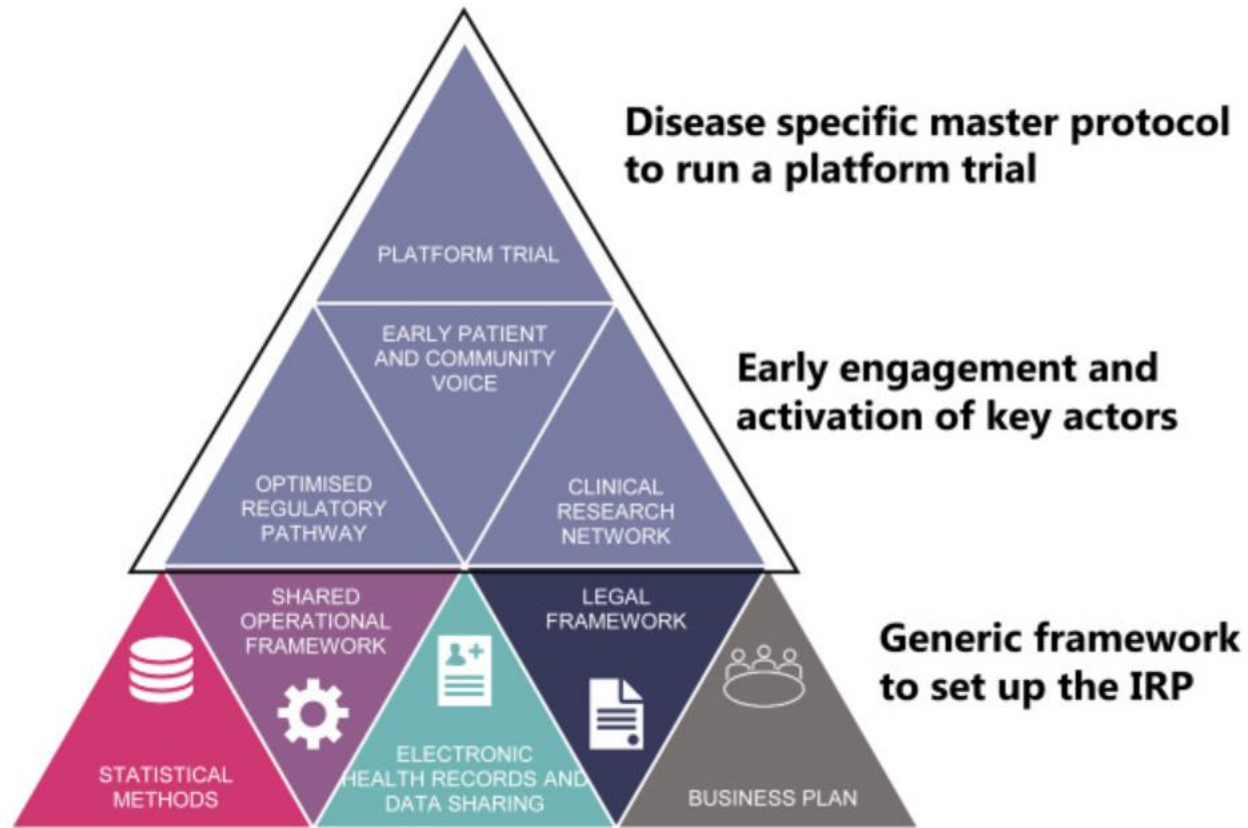 Disease specific master protocol
to run a platform trial
PLATFORM TRIAL
EARLY PATIENT
AND COMMUNITY
VOICE
Early engagement and
activation of key actors
OPTIMISED
REGULATORY
PATHWAY
CLINICAL
RESEARCH
NETWORK
SHARED
OPERATIONAL
FRAMEWORK
LEGAL
FRAMEWORK
Generic framework
to set up the IRP
STATISTICAL
METHODS
ELECTRONIC
HEALTH RECORDS AND
DATA SHARING
BUSINESS PLAN